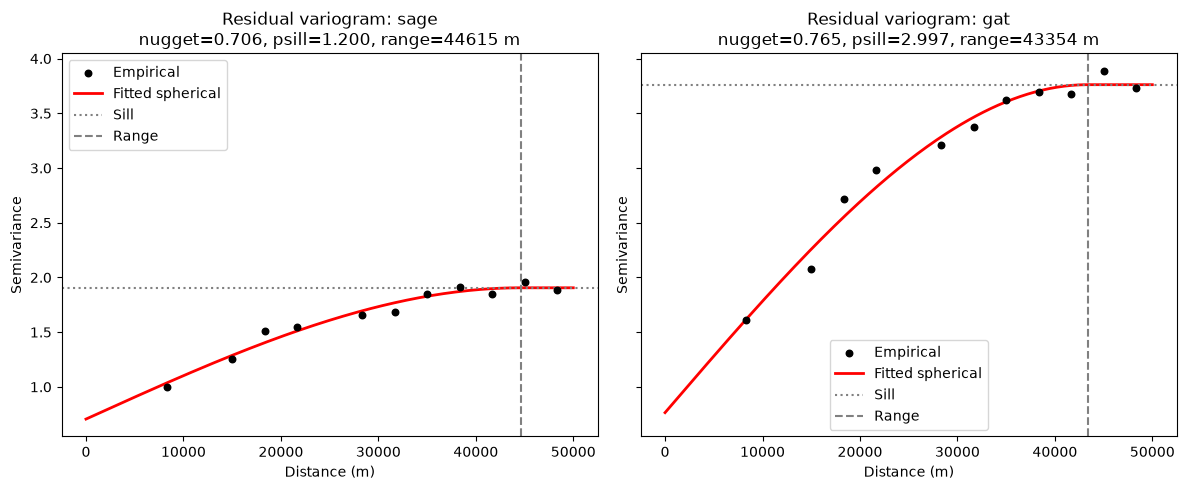 Residual variogram: sage
nugget=0.706, psill=1.200, range=44615 m
Semivariance
4.0
3.5
3.0
2.5
2.0
1.5
1.0
Empirical
Fitted spherical
Sill
Range
0 10000 20000 30000 40000 50000
Distance (m)
Residual variogram: gat
nugget=0.765, psill=2.997, range=43354 m
Semivariance
Empirical
Fitted spherical
Sill
Range
0 10000 20000 30000 40000 50000
Distance (m)